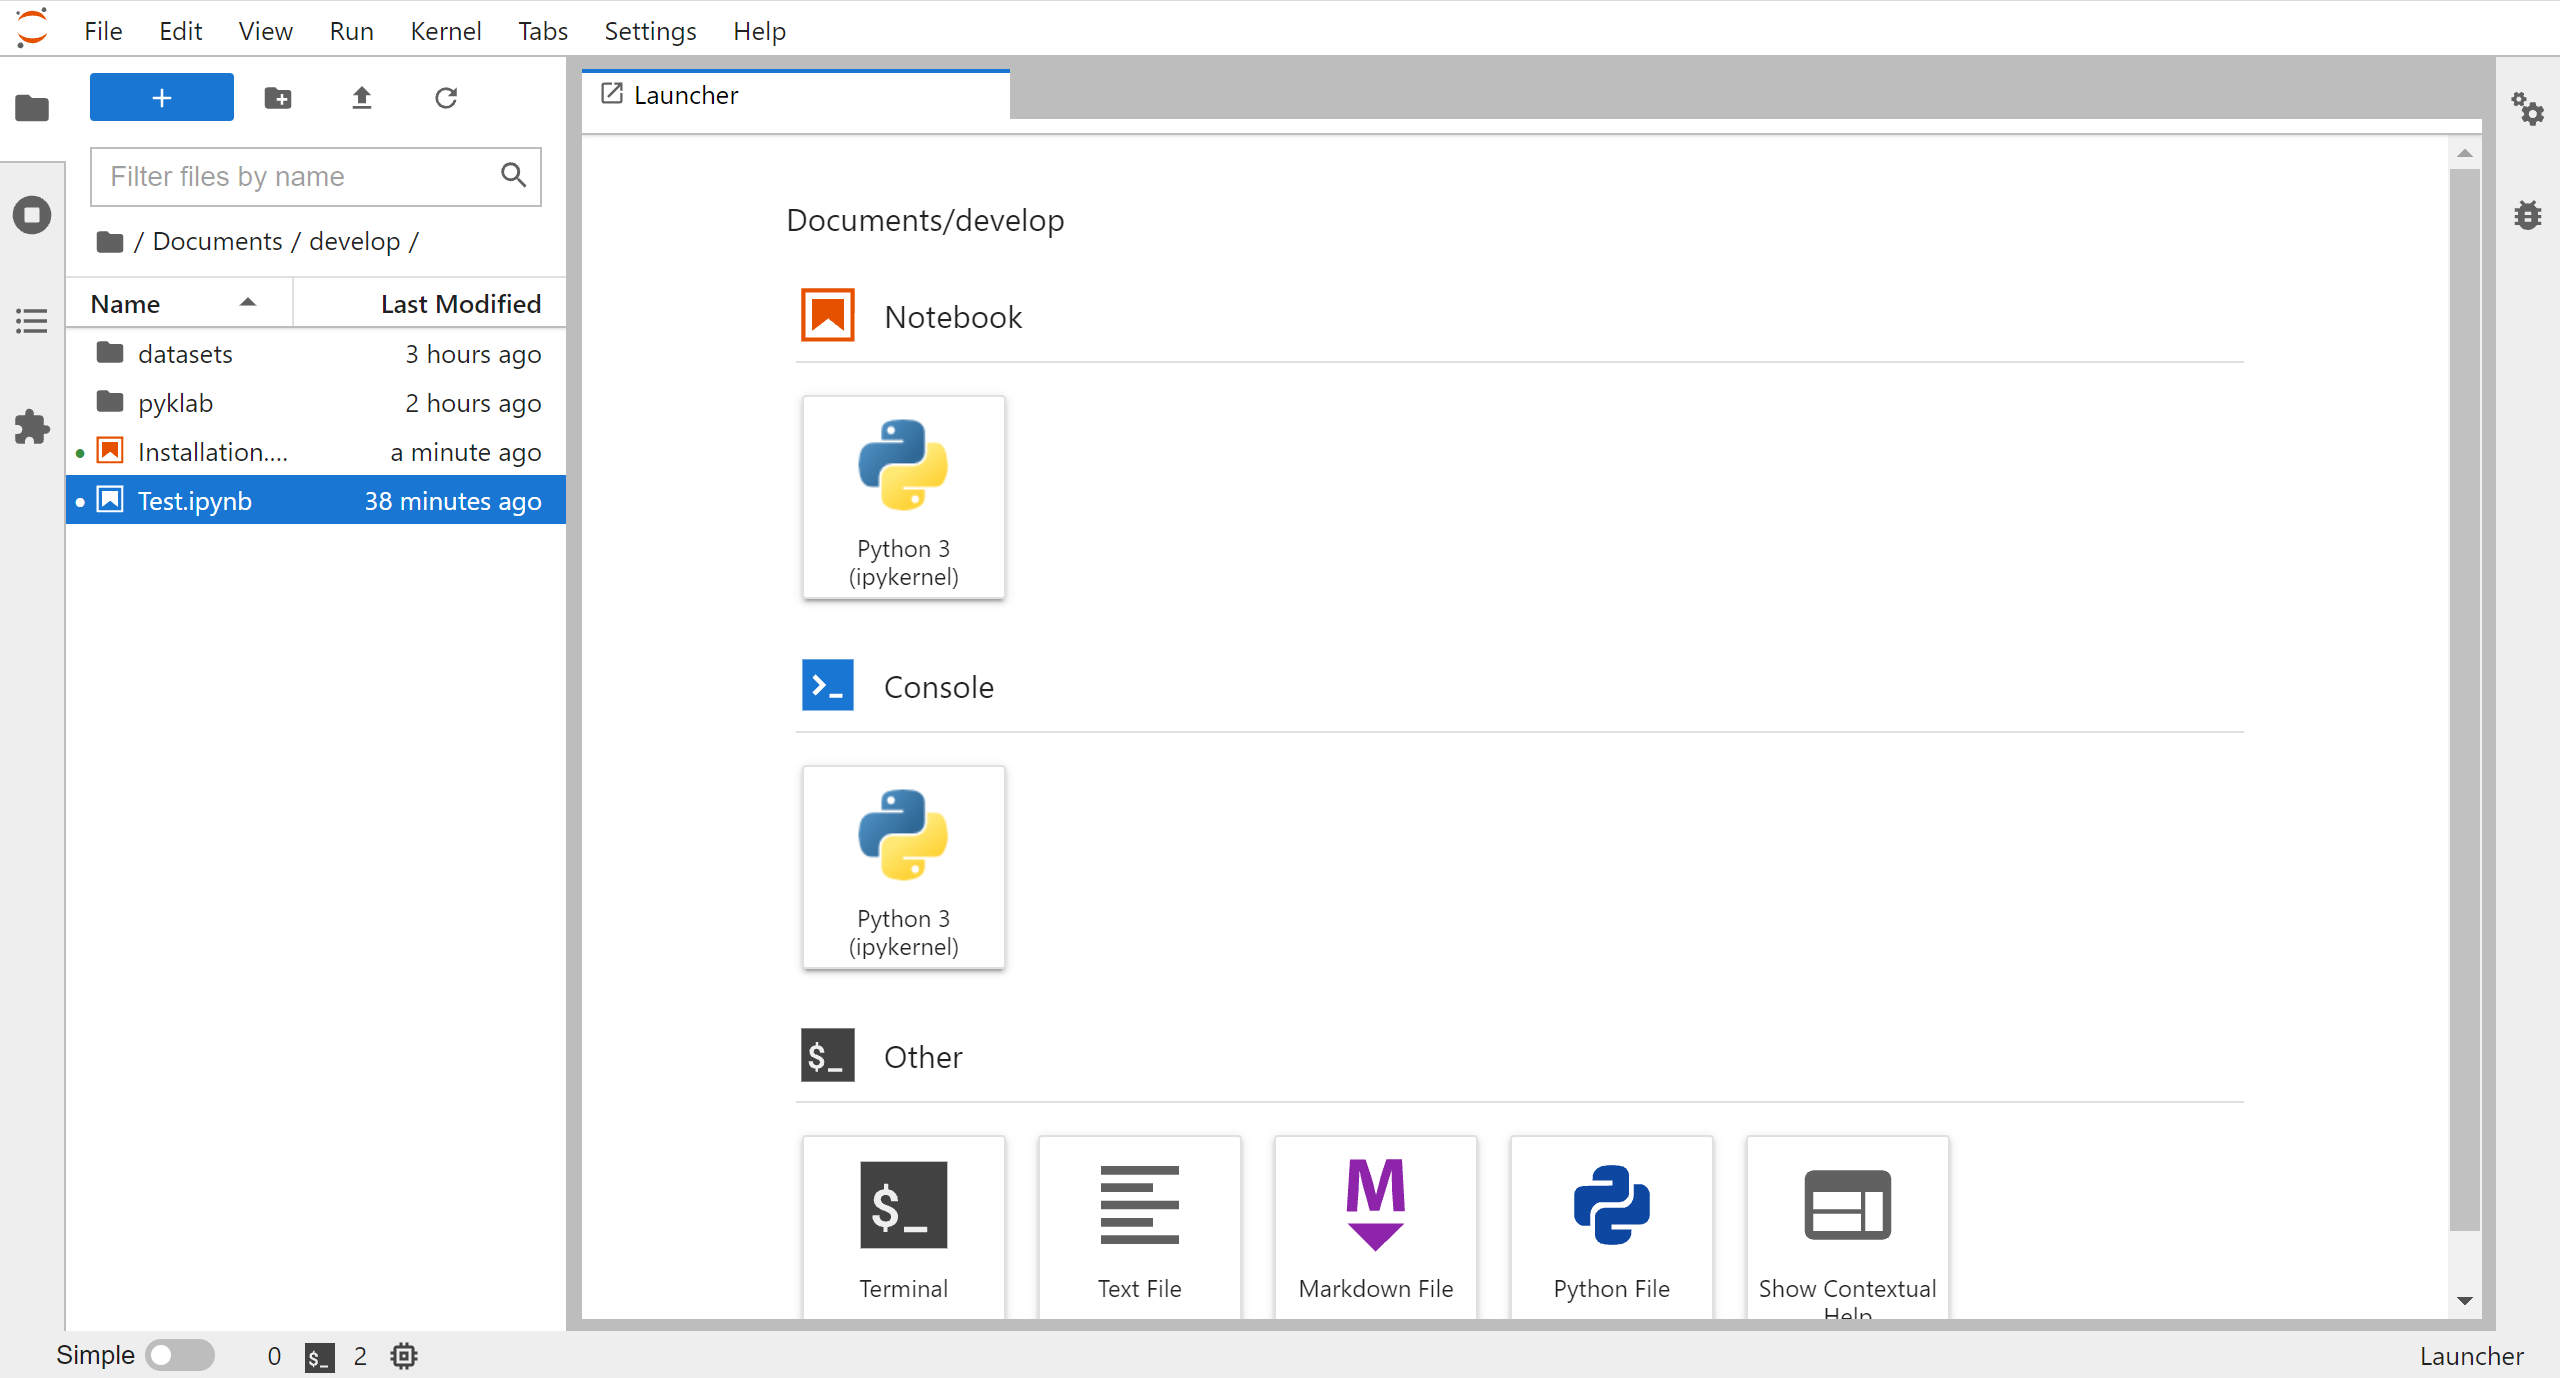 File Edit View Run Kernel Tabs Settings Help
+
Launcher
Filter files by name
/ Documents / develop /
Name Last Modified
datasets 3 hours ago
pyklab 2 hours ago
Installation.... a minute ago
Test.ipynb 38 minutes ago
Documents/develop
Notebook
Python 3
(ipykernel)
Console
Python 3
(ipykernel)
$_ Other
$_
Terminal
Text File
M
Markdown File
Python File
Show Contextual
Help
Simple 0 $_ 2 Launcher